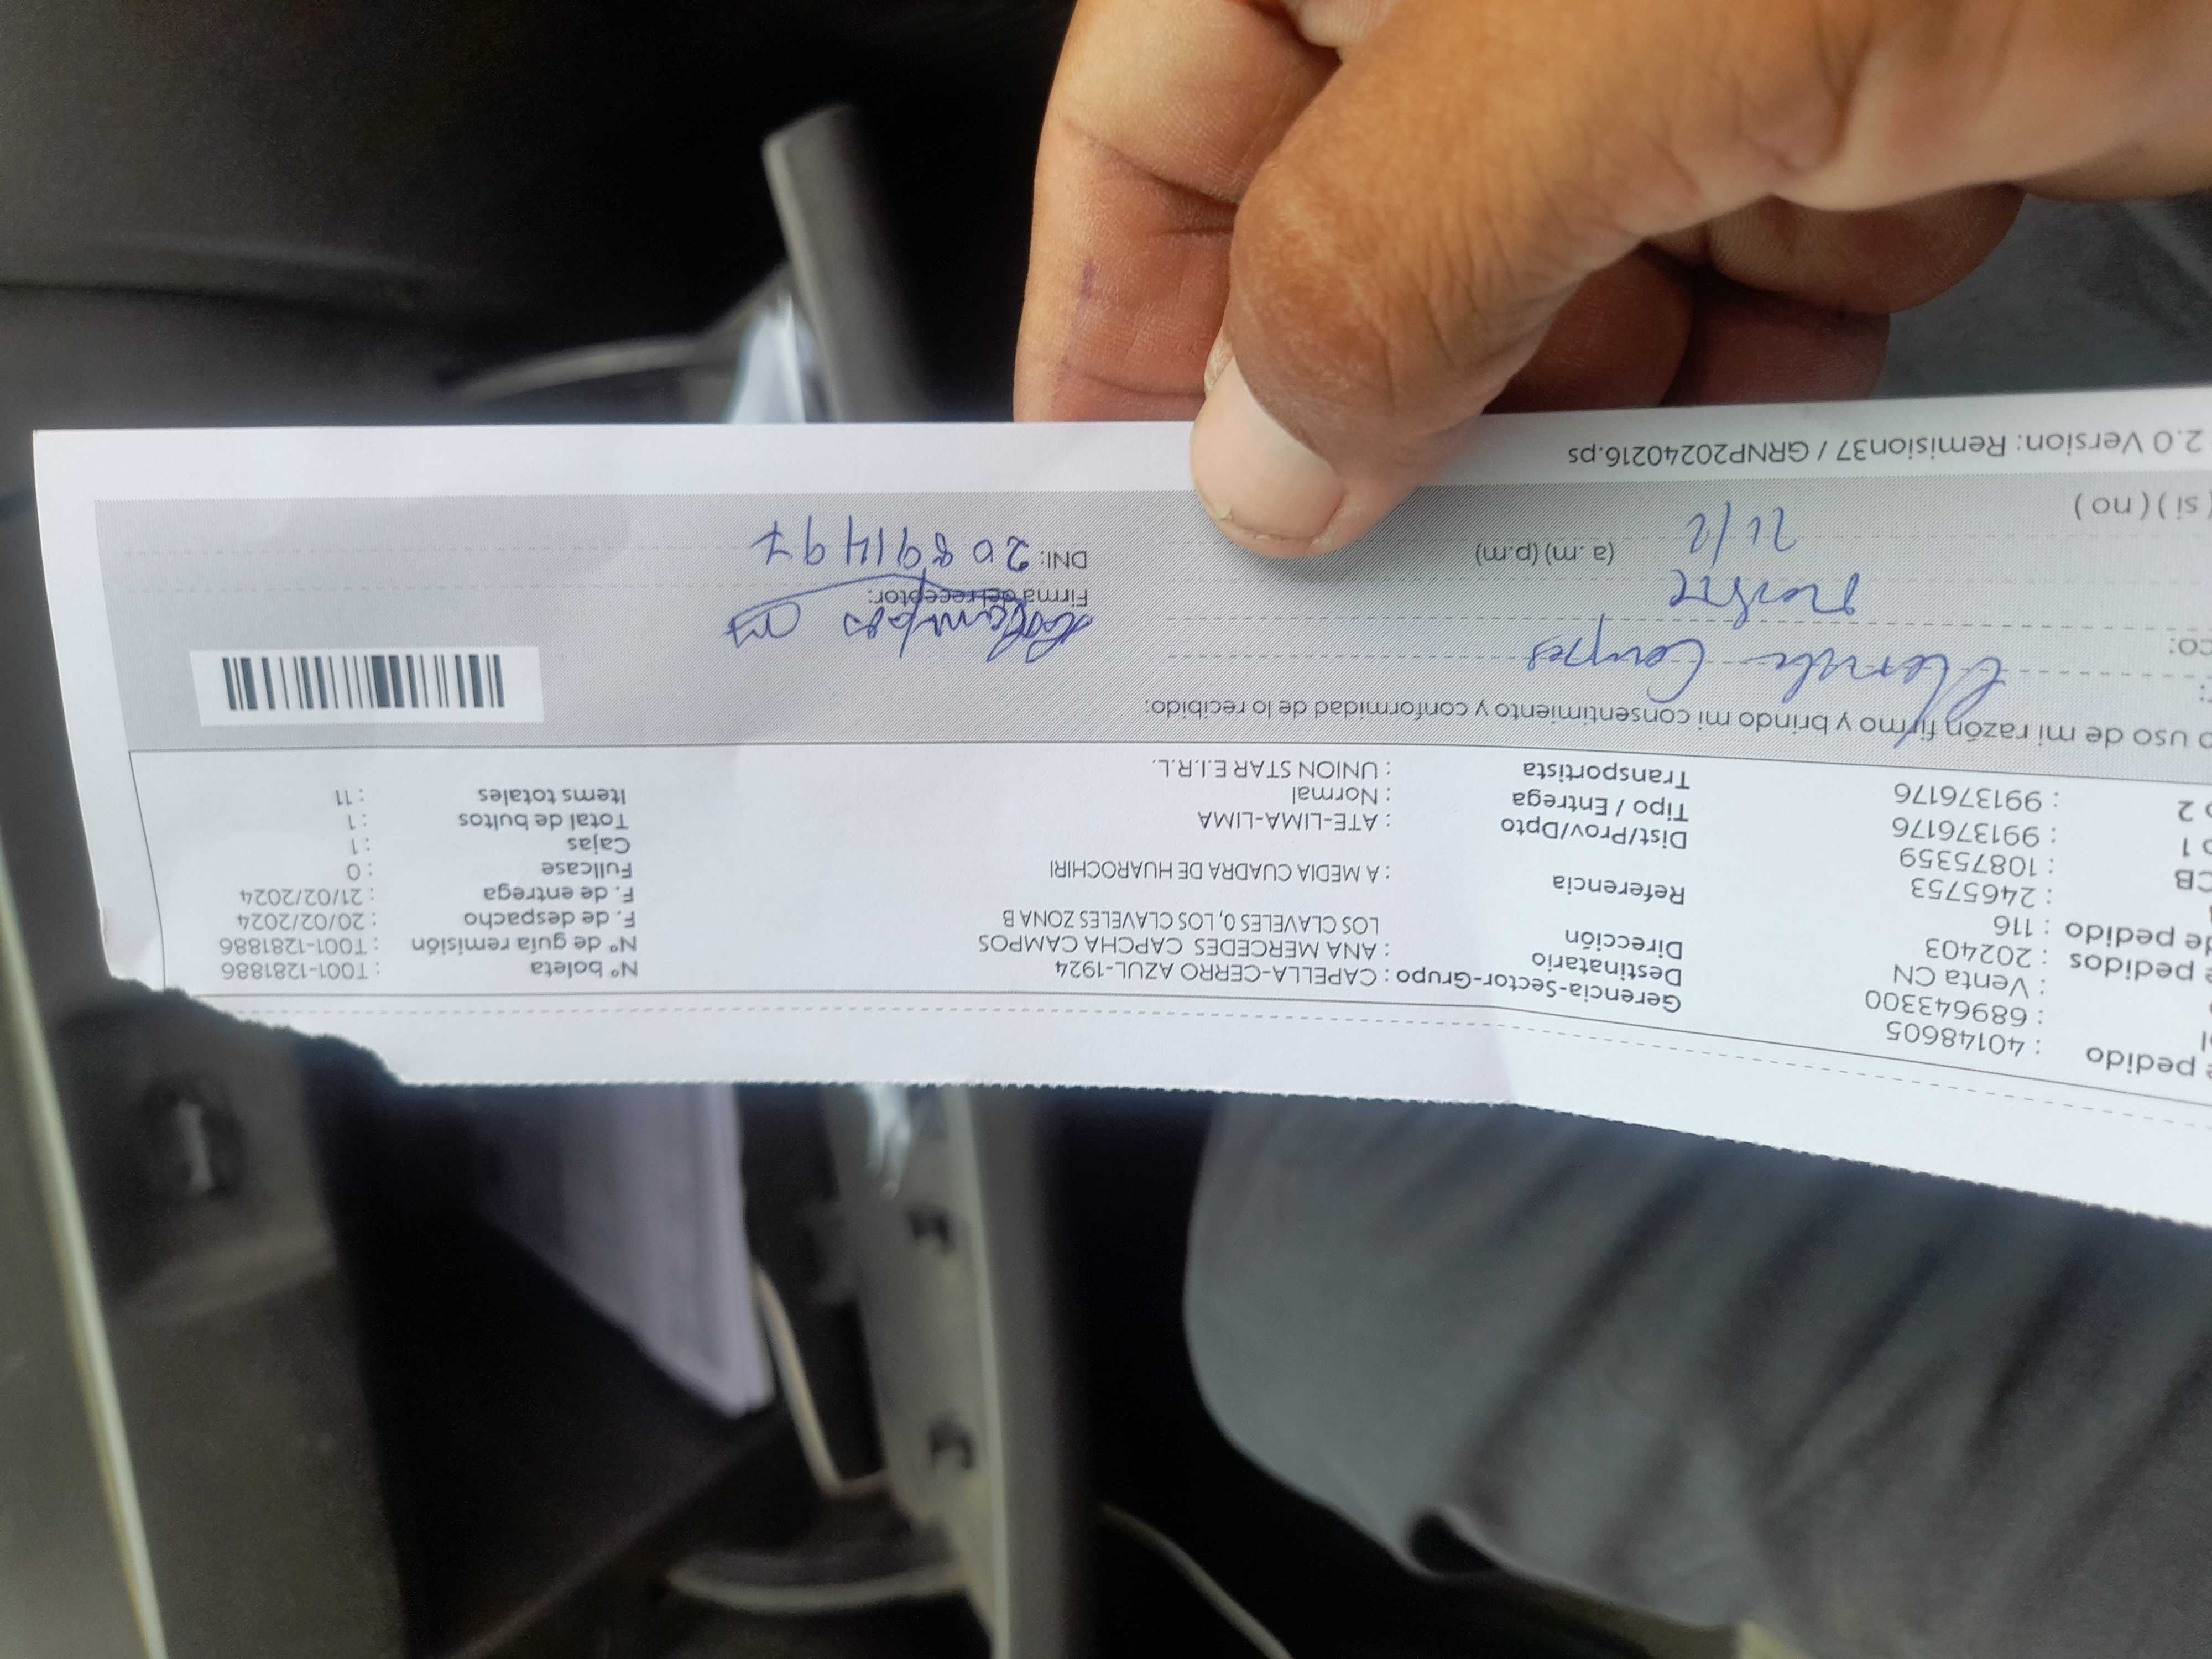 e pedido : 40148605
: 689643300
: Venta CN
e pedidos : 202403
de pedido : 116
: 2465753
CB : 10875359
o 1 : 991376176
o 2 : 991376176
Gerencia-Sector-Grupo : CAPELLA-CERRO AZUL-1924
Destinatario : ANA MERCEDES CAPCHA CAMPOS
Dirección LOS CLAVELES 0, LOS CLAVELES ZONA B
Referencia : A MEDIA CUADRA DE HUAROCHIRI
Dist/Prov/Dpto : ATE-LIMA-LIMA
Tipo / Entrega : Normal
Transportista : UNION STAR E.I.R.L.
N° boleta : T001-1281886
N° de guía remisión : T001-1281886
F. de despacho : 20/02/2024
F. de entrega : 21/02/2024
Fullcase : 0
Cajas : 1
Total de bultos : 1
Items totales : 11
o uso de mi razón firmo y brindo mi consentimiento y conformidad de lo recibido:
Campos
co:
Firma del receptor:
21/2 (a.m) (p.m)
DNI: 20891497
( si ) ( no )
2.0 Version: Remision37 / GRNP20240216.ps